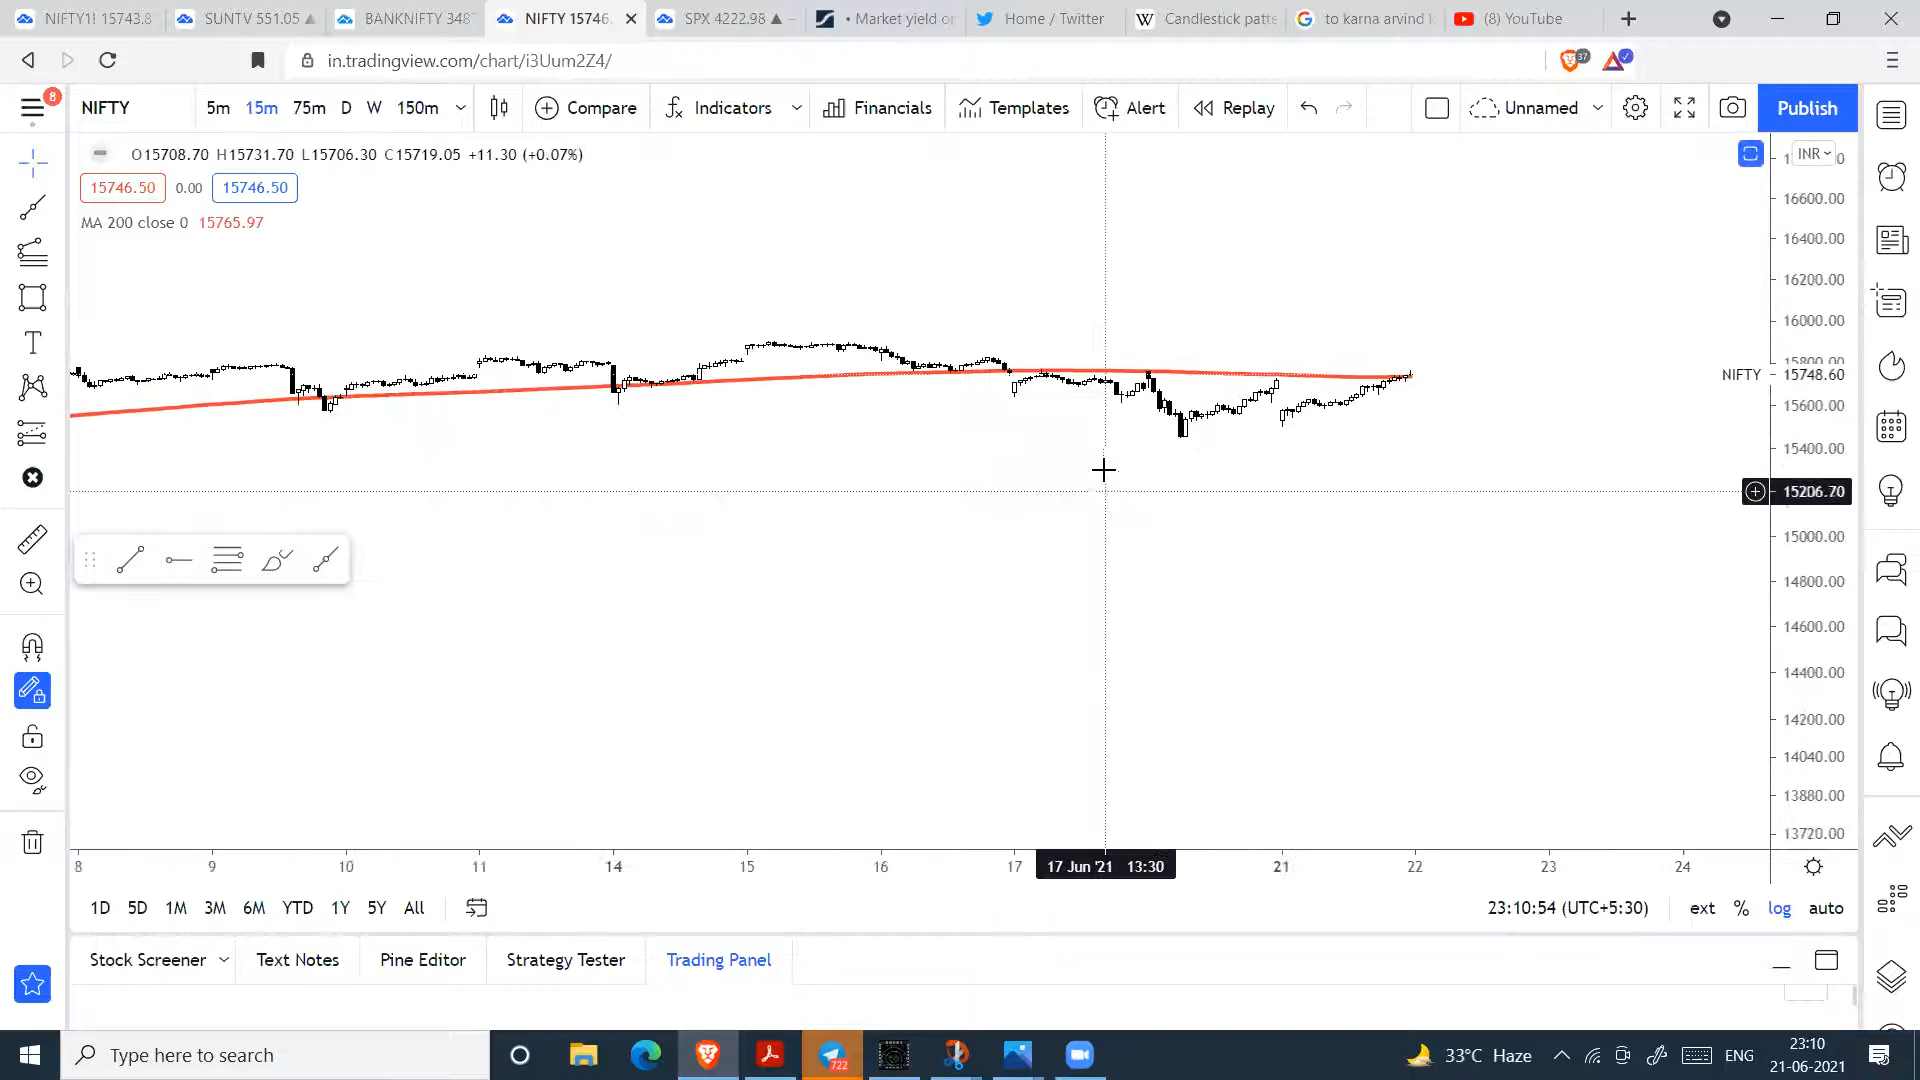 NIFTY1! 15743.8
SUNTV 551.05 ▲
BANKNIFTY 348
NIFTY 15746.
SPX 4222.98 ▲ −
• Market yield o
Home / Twitter
Candlestick patte
to karna arvind k
(8) YouTube
in.tradingview.com/chart/i3Uum2Z4/
37
8
NIFTY 5m 15m 75m D W 150m Compare Indicators Financials Templates Alert Replay Unnamed Publish
O15708.70 H15731.70 L15706.30 C15719.05 +11.30 (+0.07%)
INR
15746.50 0.00 15746.50
MA 200 close 0 15765.97
16600.00
16400.00
16200.00
16000.00
15800.00
NIFTY 15748.60
15600.00
15400.00
15206.70
15000.00
14800.00
14600.00
14400.00
14200.00
14040.00
13880.00
13720.00
8 9 10 11 14 15 16 17 17 Jun '21 13:30 21 22 23 24
1D 5D 1M 3M 6M YTD 1Y 5Y All 23:10:54 (UTC+5:30) ext % log auto
Stock Screener Text Notes Pine Editor Strategy Tester Trading Panel
Type here to search
722
33°C Haze
ENG
23:10
21-06-2021